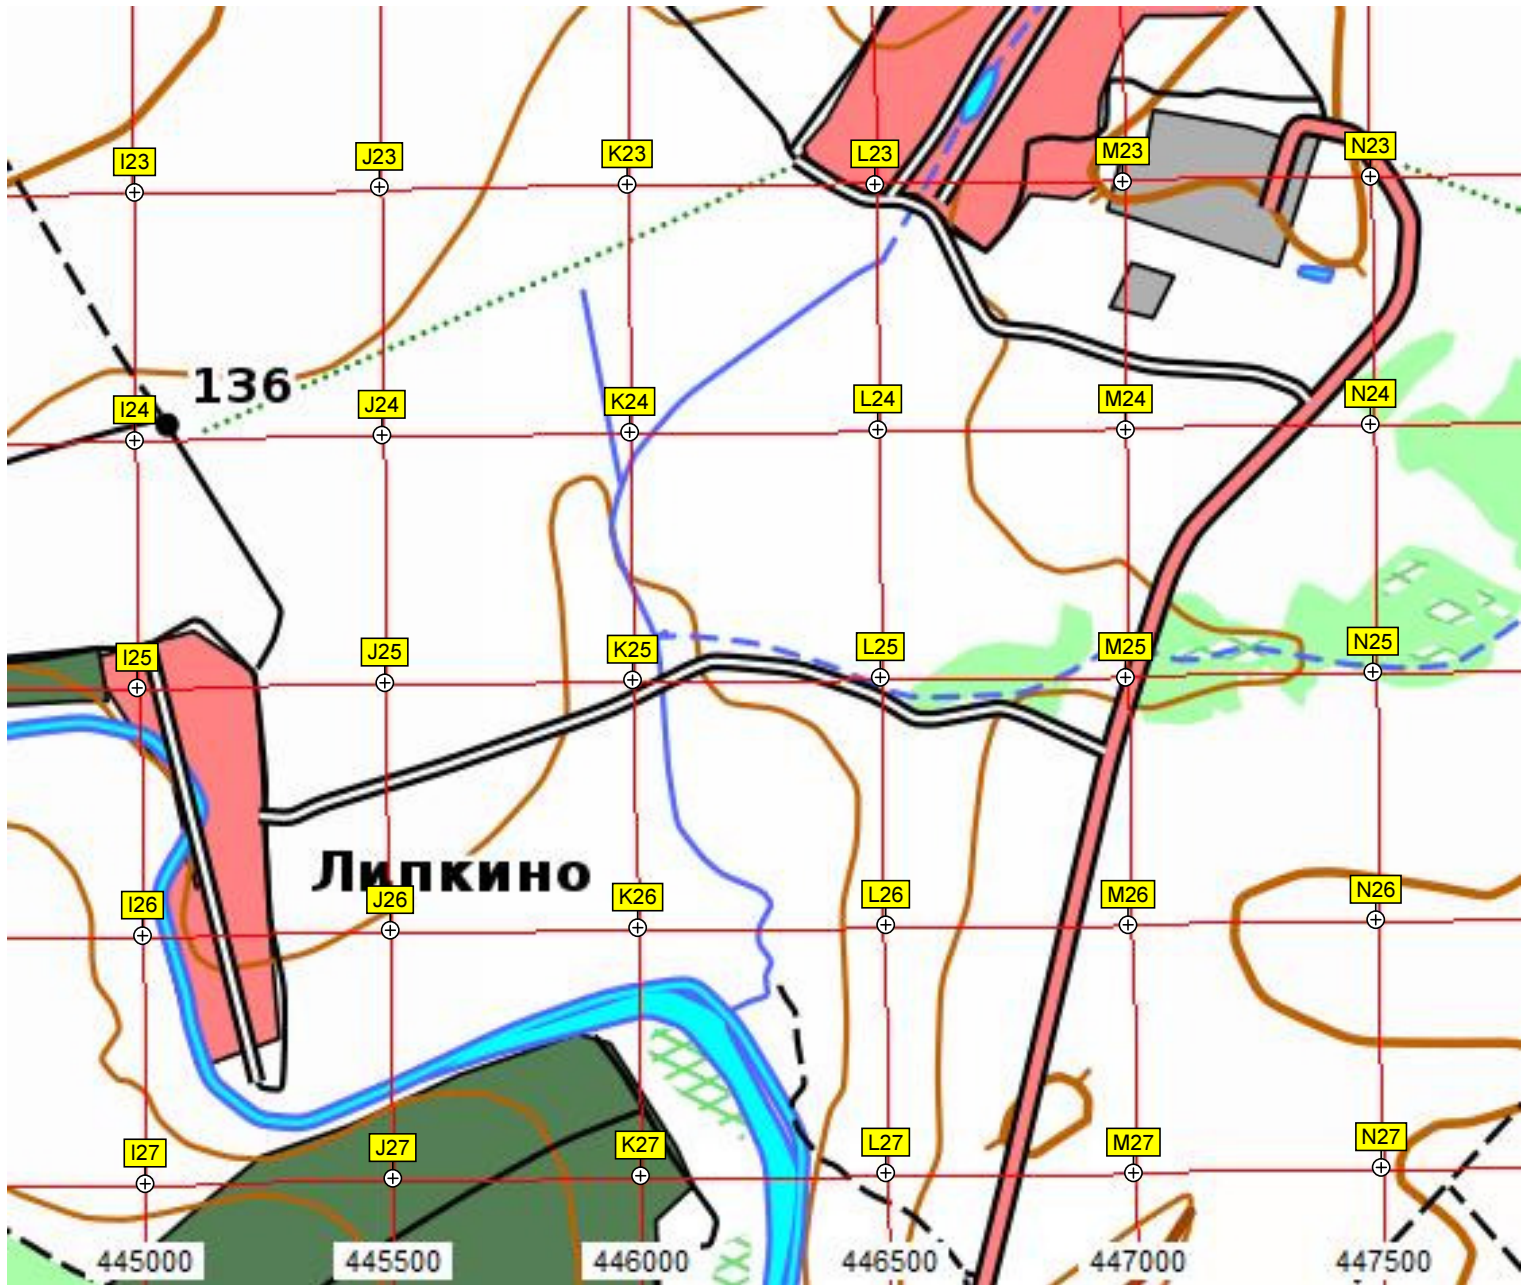 I23 J23 K23 L23 M23 N23
136
I24 J24 K24 L24 M24 N24
I25 J25 K25 L25 M25 N25
Липкино
I26 J26 K26 L26 M26 N26
I27 J27 K27 L27 M27 N27
445000 445500 446000 446500 447000 447500